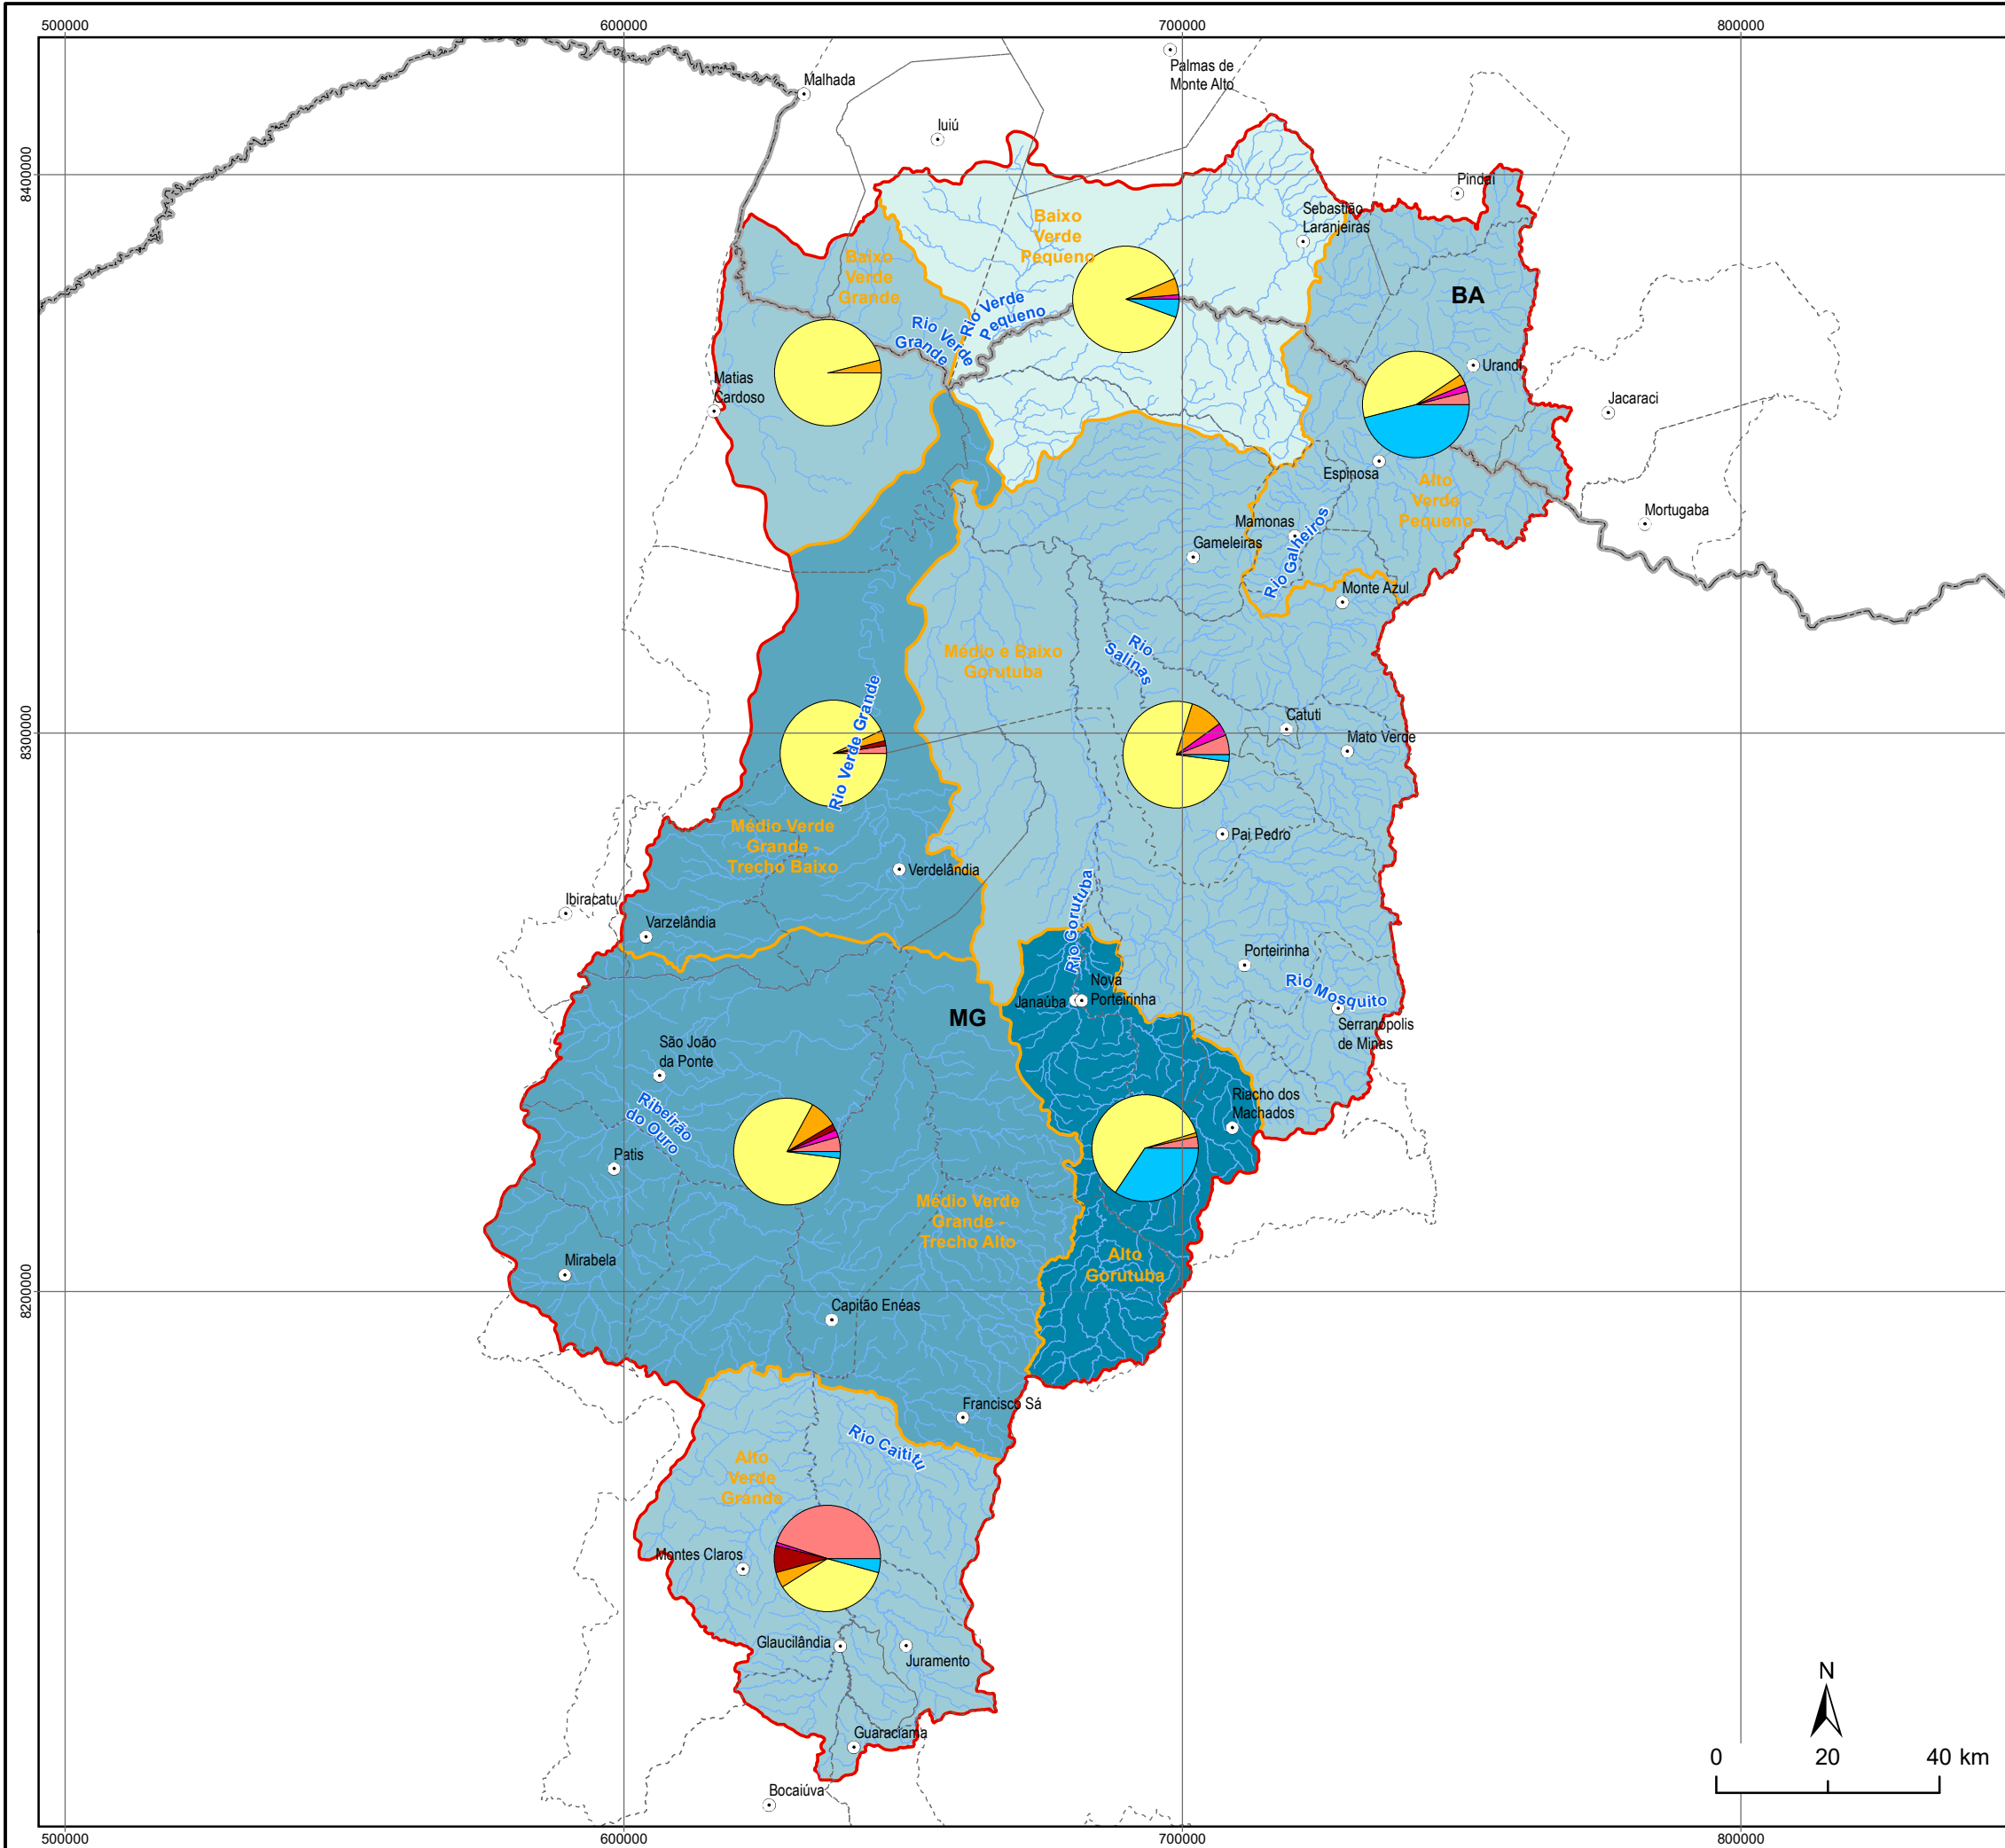 500000
600000
700000
800000
Palmas de
Monte Alto
Malhada
Iuiú
8400000
Pindaí
Sebastião
Laranjeiras
Baixo
Verde
Pequeno
Baixo
Verde
Grande
BA
Rio Verde
Pequeno
Rio Verde
Grande
Urandi
Matias
Cardoso
Jacaraci
Espinosa
Alto
Verde
Pequeno
Mortugaba
Mamonas
Gameleiras
Rio Galheiros
Monte Azul
Médio e Baixo
Gorutuba
Rio
Salinas
Rio Verde Grande
Catuti
8300000
Mato Verde
Médio Verde
Grande -
Trecho Baixo
Pai Pedro
Verdelândia
Ibiracatu
Varzelândia
Rio Gorutuba
Porteirinha
Rio Mosquito
Nova
Porteirinha
Janaúba
MG
Serranópolis
de Minas
São João
da Ponte
Ribeirão
do Ouro
Riacho dos
Machados
Patis
Médio Verde
Grande -
Trecho Alto
Alto
Gorutuba
Mirabela
8200000
Capitão Enéas
Francisco Sá
Rio Caititu
Alto
Verde
Grande
Montes Claros
Glaucilândia
Juramento
N
Guaraciama
0 20 40 km
Bocaiúva
500000
600000
700000
800000